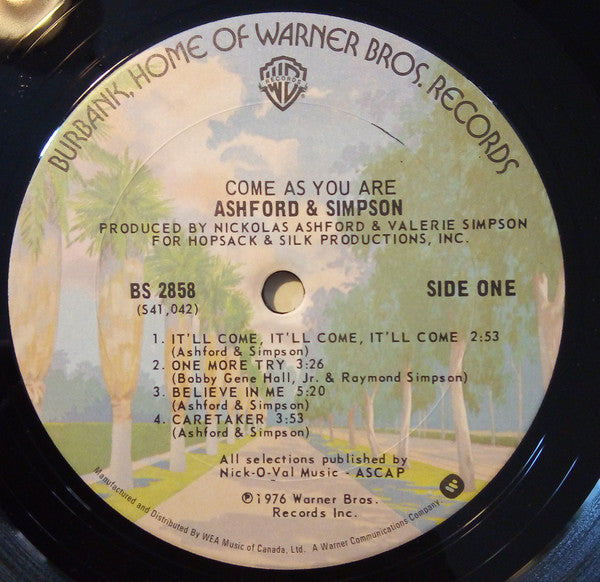 BURBANK, HOME OF WARNER BROS. RECORDS
RECORDS
®
COME AS YOU ARE
ASHFORD & SIMPSON
PRODUCED BY NICKOLAS ASHFORD & VALERIE SIMPSON
FOR HOPSACK & SILK PRODUCTIONS, INC.
BS 2858
(S41,042)
SIDE ONE
1. IT'LL COME, IT'LL COME, IT'LL COME 2:53
(Ashford & Simpson)
2. ONE MORE TRY 3:26
(Bobby Gene Hall, Jr. & Raymond Simpson)
3. BELIEVE IN ME 5:20
(Ashford & Simpson)
4. CARETAKER 3:53
(Ashford & Simpson)
All selections published by
Nick-O-Val Music - ASCAP
℗1976 Warner Bros.
Records Inc.
Manufactured and Distributed By WEA Music of Canada, Ltd. A Warner Communications Company.